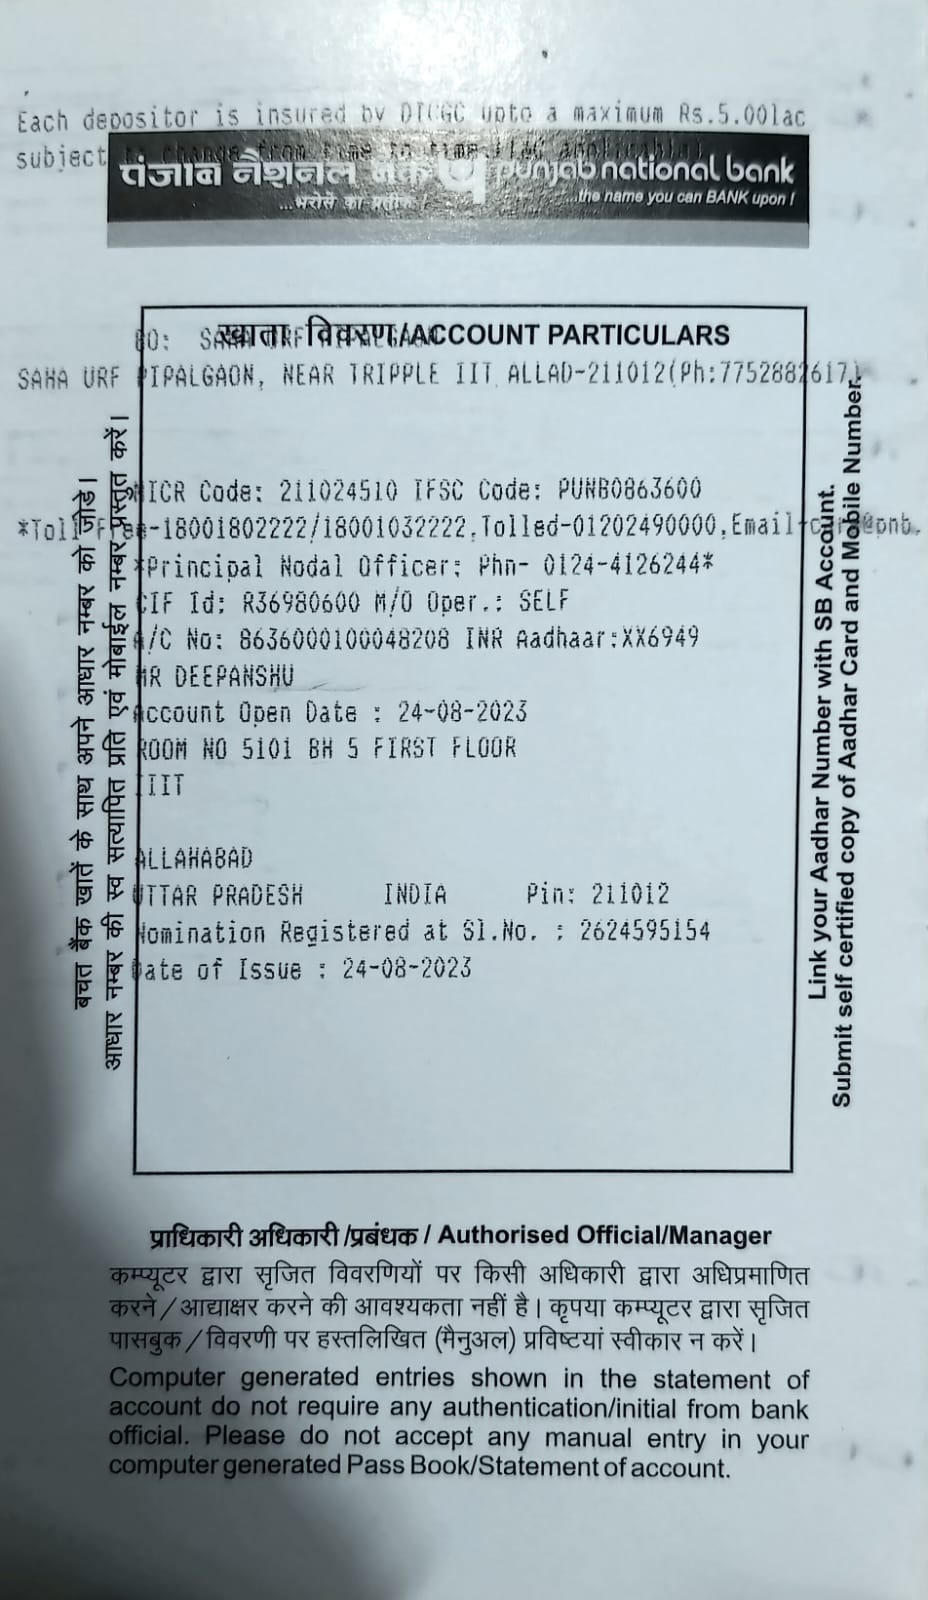 Each depositor is insured by DICGC upto a maximum Rs.5.00lac
subject to change from time to time
पंजाब नैशनल बैंक punjab national bank
...भरोसे का प्रतीक! ...the name you can BANK upon !
खाता विवरण/ACCOUNT PARTICULARS
BO: SAHA URF PIPALGAON
SAHA URF PIPALGAON, NEAR TRIPPLE IIT ALLAD-211012(Ph:7752882617)
MICR Code: 211024510 IFSC Code: PUNB0863600
*Toll Free-18001802222/18001032222,Tolled-01202490000,Email-care@pnb.
*Principal Nodal Officer: Phn- 0124-4126244*
CIF Id: R36980600 M/O Oper.: SELF
A/C No: 8636000100048208 INR Aadhaar:XX6949
MR DEEPANSHU
Account Open Date : 24-08-2023
ROOM NO 5101 BH 5 FIRST FLOOR
IIIT
ALLAHABAD
UTTAR PRADESH INDIA Pin: 211012
Nomination Registered at Sl.No. : 2624595154
Date of Issue : 24-08-2023
बचत बैंक खातें के साथ अपने आधार नम्बर को जोडे।
आधार नम्बर की स्व सत्यापित प्रति एवं मोबाईल नम्बर प्रस्तुत करें।
Link your Aadhar Number with SB Account.
Submit self certified copy of Aadhar Card and Mobile Number.
प्राधिकारी अधिकारी /प्रबंधक / Authorised Official/Manager
कम्प्यूटर द्वारा सृजित विवरणियों पर किसी अधिकारी द्वारा अधिप्रमाणित
करने / आद्याक्षर करने की आवश्यकता नहीं है। कृपया कम्प्यूटर द्वारा सृजित
पासबुक / विवरणी पर हस्तलिखित (मैनुअल) प्रविष्टयां स्वीकार न करें।
Computer generated entries shown in the statement of
account do not require any authentication/initial from bank
official. Please do not accept any manual entry in your
computer generated Pass Book/Statement of account.